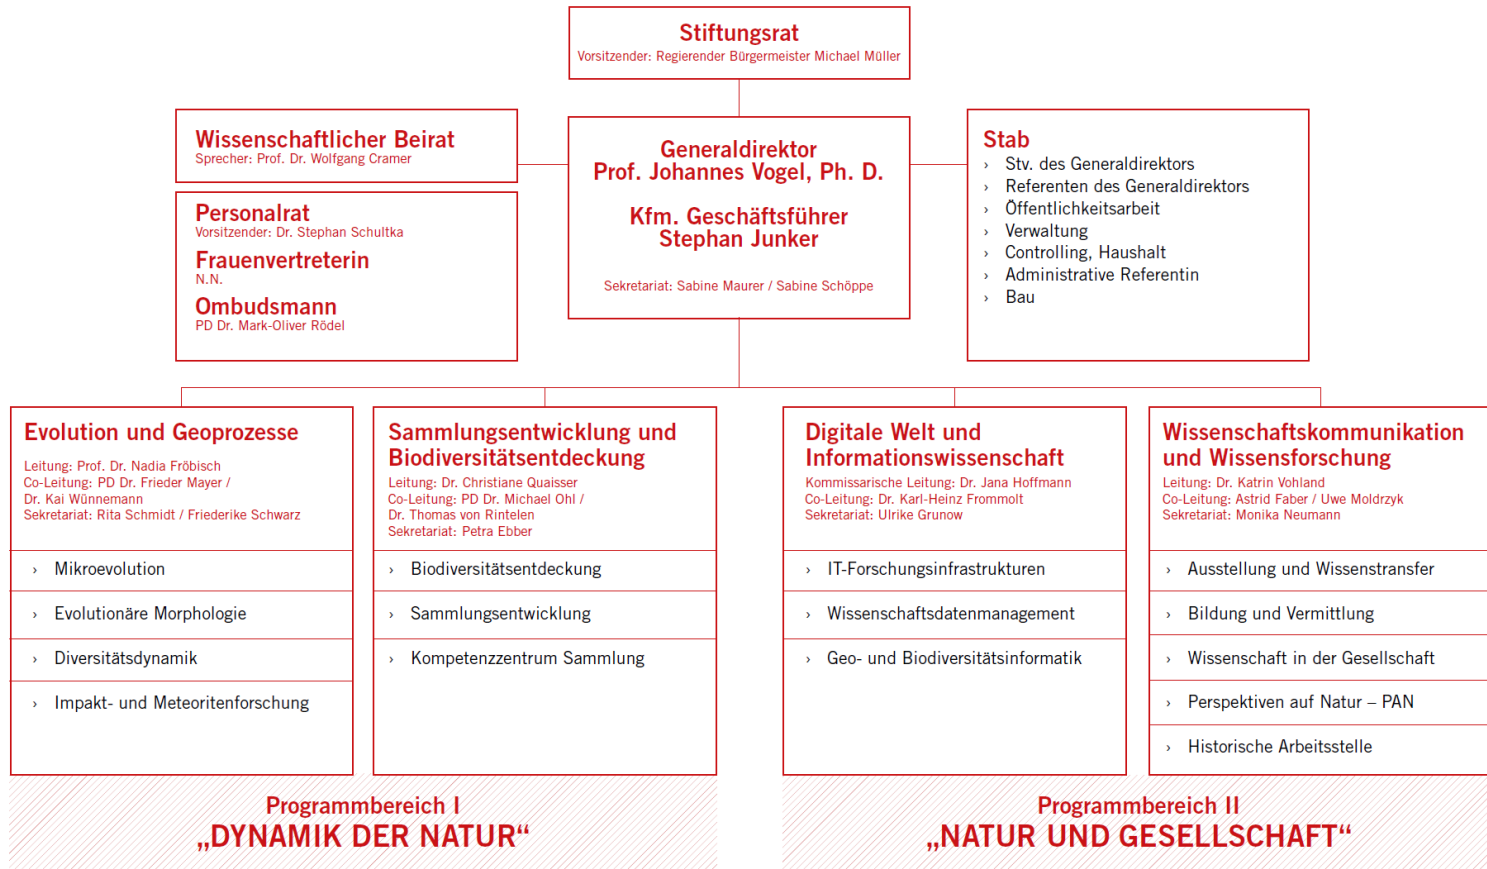 Stiftungsrat
Vorsitzender: Regierender Bürgermeister Michael Müller
Wissenschaftlicher Beirat
Sprecher: Prof. Dr. Wolfgang Cramer
Personalrat
Vorsitzender: Dr. Stephan Schultka
Frauenvertreterin
N.N.
Ombudsmann
PD Dr. Mark-Oliver Rödel
Generaldirektor
Prof. Johannes Vogel, Ph. D.
Kfm. Geschäftsführer
Stephan Junker
Sekretariat: Sabine Maurer / Sabine Schöppe
Stab
› Stv. des Generaldirektors
› Referenten des Generaldirektors
› Öffentlichkeitsarbeit
› Verwaltung
› Controlling, Haushalt
› Administrative Referentin
› Bau
Evolution und Geoprozesse
Leitung: Prof. Dr. Nadia Fröbisch
Co-Leitung: PD Dr. Frieder Mayer /
Dr. Kai Wünnemann
Sekretariat: Rita Schmidt / Friederike Schwarz
› Mikroevolution
› Evolutionäre Morphologie
› Diversitätsdynamik
› Impakt- und Meteoritenforschung
Sammlungsentwicklung und
Biodiversitätsentdeckung
Leitung: Dr. Christiane Quaisser
Co-Leitung: PD Dr. Michael Ohl /
Dr. Thomas von Rintelen
Sekretariat: Petra Ebber
› Biodiversitätsentdeckung
› Sammlungsentwicklung
› Kompetenzzentrum Sammlung
Digitale Welt und
Informationswissenschaft
Kommissarische Leitung: Dr. Jana Hoffmann
Co-Leitung: Dr. Karl-Heinz Frommolt
Sekretariat: Ulrike Grunow
› IT-Forschungsinfrastrukturen
› Wissenschaftsdatenmanagement
› Geo- und Biodiversitätsinformatik
Wissenschaftskommunikation
und Wissensforschung
Leitung: Dr. Katrin Vohland
Co-Leitung: Astrid Faber / Uwe Moldrzyk
Sekretariat: Monika Neumann
› Ausstellung und Wissenstransfer
› Bildung und Vermittlung
› Wissenschaft in der Gesellschaft
› Perspektiven auf Natur – PAN
› Historische Arbeitsstelle
Programmbereich I
„DYNAMIK DER NATUR“
Programmbereich II
„NATUR UND GESELLSCHAFT“